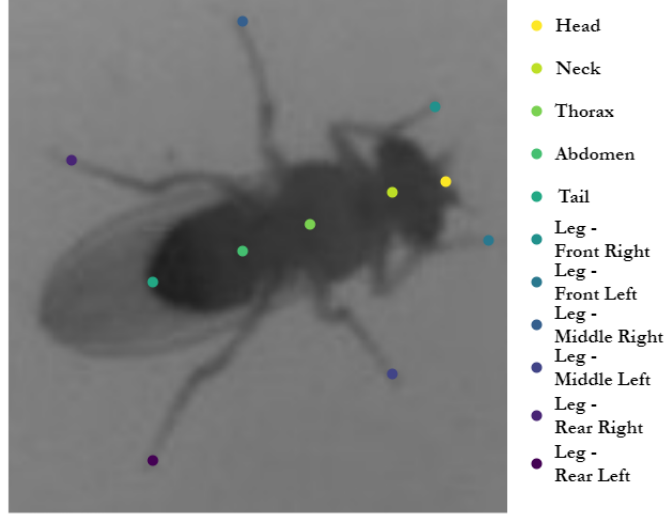 Head
Neck
Thorax
Abdomen
Tail
Leg -
Front Right
Leg -
Front Left
Leg -
Middle Right
Leg -
Middle Left
Leg -
Rear Right
Leg -
Rear Left